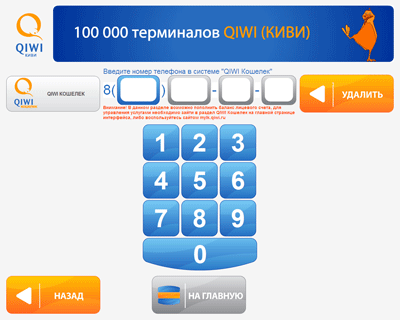 QIWI
КИВИ
100 000 терминалов QIWI (КИВИ)
Введите номер телефона в системе "QIWI Кошелек"
QIWI
КИВИ
QIWI КОШЕЛЕК
8( ) - -
УДАЛИТЬ
Внимание! В данном разделе возможно пополнить баланс лицевого счета, для
управления услугами необходимо зайти в раздел QIWI Кошелек на главной странице
интерфейса, либо воспользуйтесь сайтом mylk.qiwi.ru
1 2 3
4 5 6
7 8 9
0
НАЗАД
НА ГЛАВНУЮ